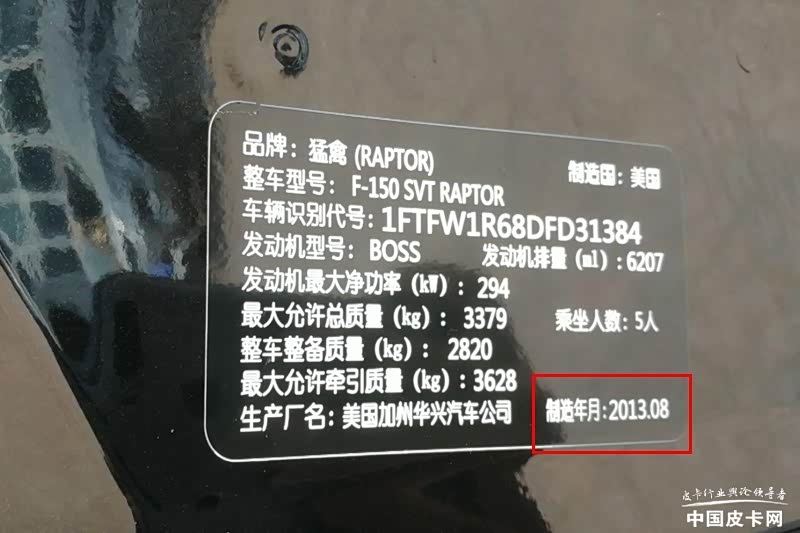 品牌：猛禽 (RAPTOR) 制造国：美国
整车型号：F-150 SVT RAPTOR
车辆识别代号：1FTFW1R68DFD31384
发动机型号：BOSS 发动机排量（ml）：6207
发动机最大净功率（kW）：294
最大允许总质量（kg）：3379 乘坐人数：5人
整车整备质量（kg）：2820
最大允许牵引质量（kg）：3628
生产厂名：美国加州华兴汽车公司 制造年月：2013.08
皮卡行业舆论领导者
中国皮卡网